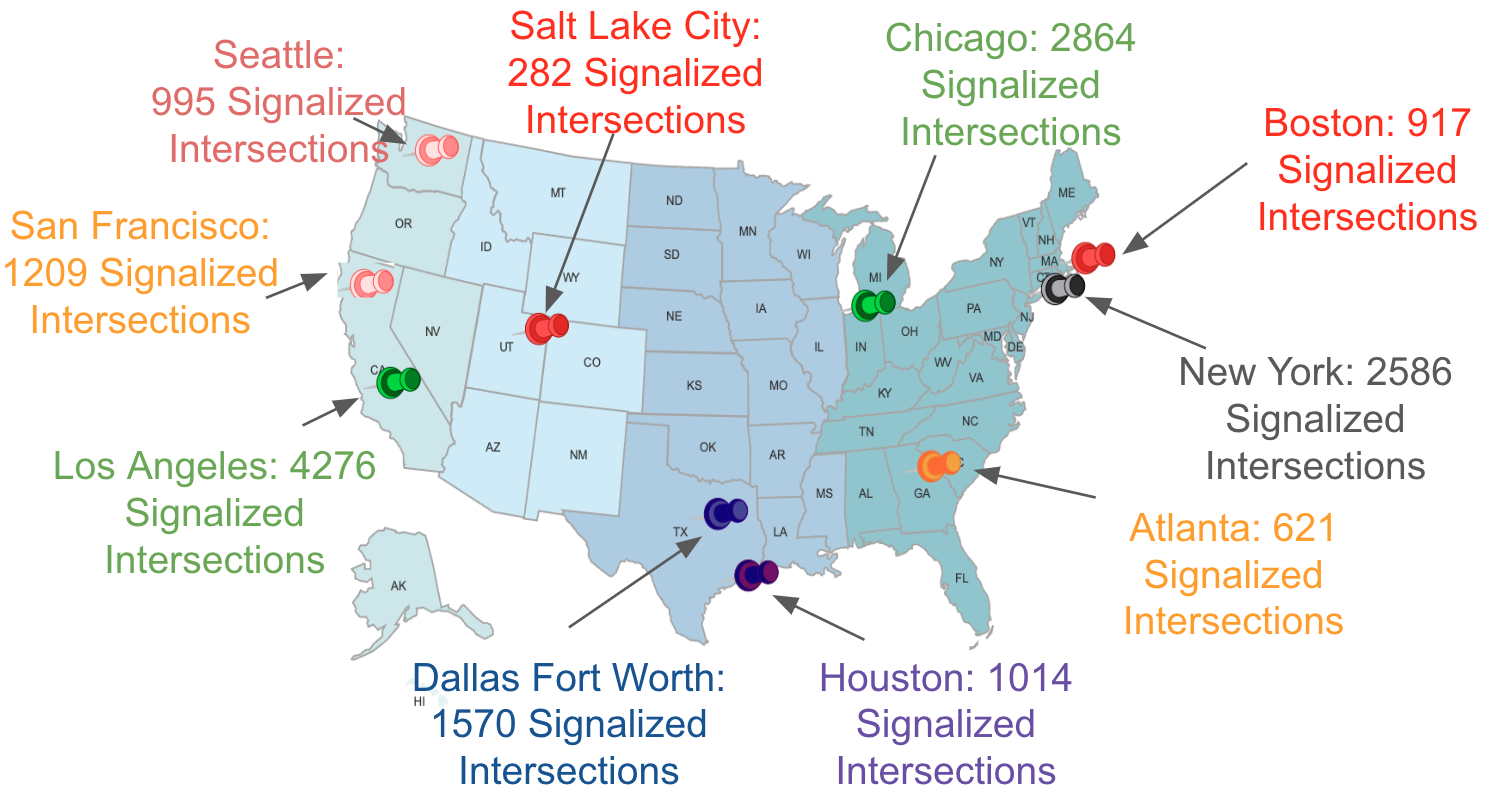 Seattle:
995 Signalized
Intersections
Salt Lake City:
282 Signalized
Intersections
Chicago: 2864
Signalized
Intersections
Boston: 917
Signalized
Intersections
San Francisco:
1209 Signalized
Intersections
New York: 2586
Signalized
Intersections
Los Angeles: 4276
Signalized
Intersections
Atlanta: 621
Signalized
Intersections
Dallas Fort Worth:
1570 Signalized
Intersections
Houston: 1014
Signalized
Intersections
MT
ND
ME
OR
ID
MN
VT
NH
SD
WI
NY
MA
WY
MI
IA
PA
NE
NV
NJ
OH
MD
UT
IL
IN
DE
CO
WV
VA
KS
MO
KY
NC
TN
AZ
NM
OK
AR
MS
AL
GA
TX
LA
FL
AK
HI